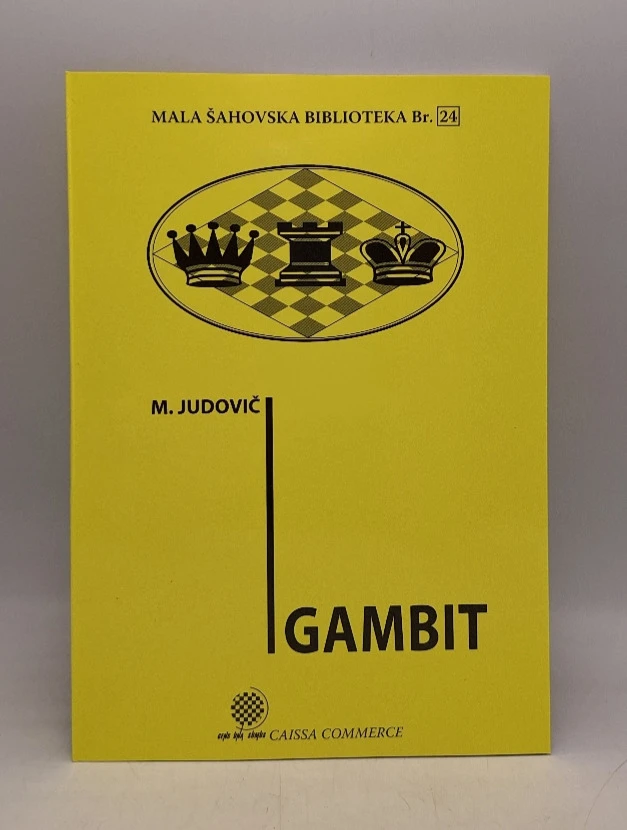 MALA ŠAHOVSKA BIBLIOTEKA Br. 24
M. JUDOVIČ
GAMBIT
CAISSA COMMERCE